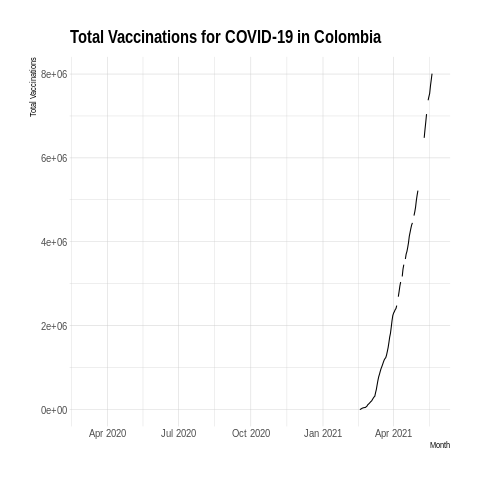 Total Vaccinations for COVID-19 in Colombia
Total Vaccinations
8e+06
6e+06
4e+06
2e+06
0e+00
Apr 2020 Jul 2020 Oct 2020 Jan 2021 Apr 2021
Month